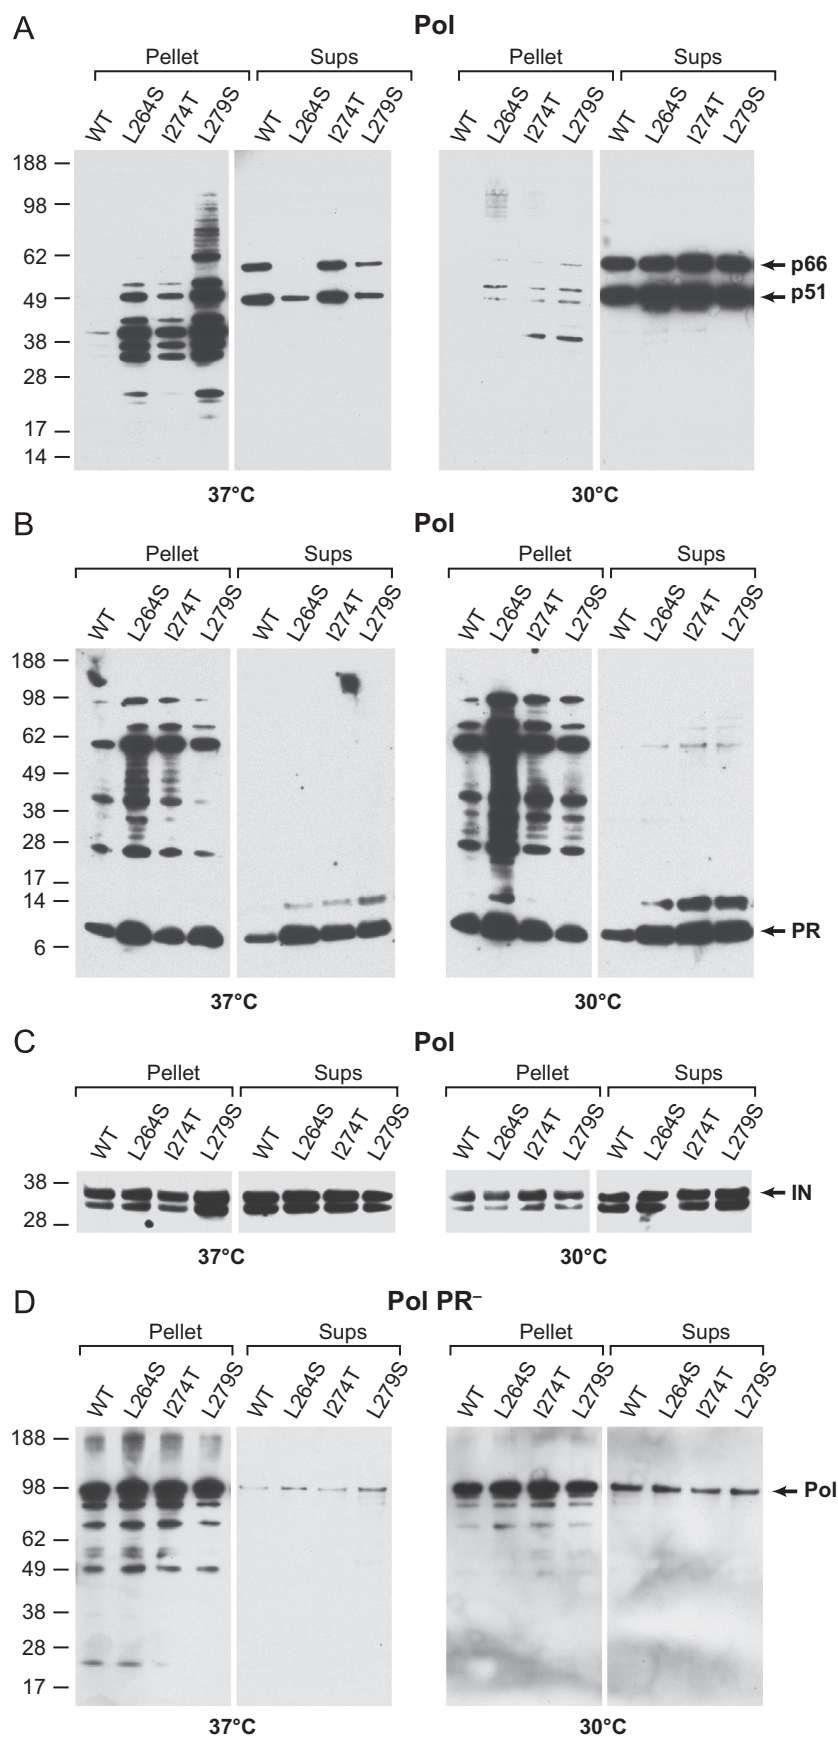 A
Pol
Pellet Sups Pellet Sups
WT L264S I274T L279S WT L264S I274T L279S WT L264S I274T L279S WT L264S I274T L279S
188
98
62
49
38
28
17
14
p66
p51
37°C 30°C
B
Pol
Pellet Sups Pellet Sups
WT L264S I274T L279S WT L264S I274T L279S WT L264S I274T L279S WT L264S I274T L279S
188
98
62
49
38
28
17
14
6
PR
37°C 30°C
C
Pol
Pellet Sups Pellet Sups
WT L264S I274T L279S WT L264S I274T L279S WT L264S I274T L279S WT L264S I274T L279S
38
28
IN
37°C 30°C
D
Pol PR⁻
Pellet Sups Pellet Sups
WT L264S I274T L279S WT L264S I274T L279S WT L264S I274T L279S WT L264S I274T L279S
188
98
62
49
38
28
17
Pol
37°C 30°C